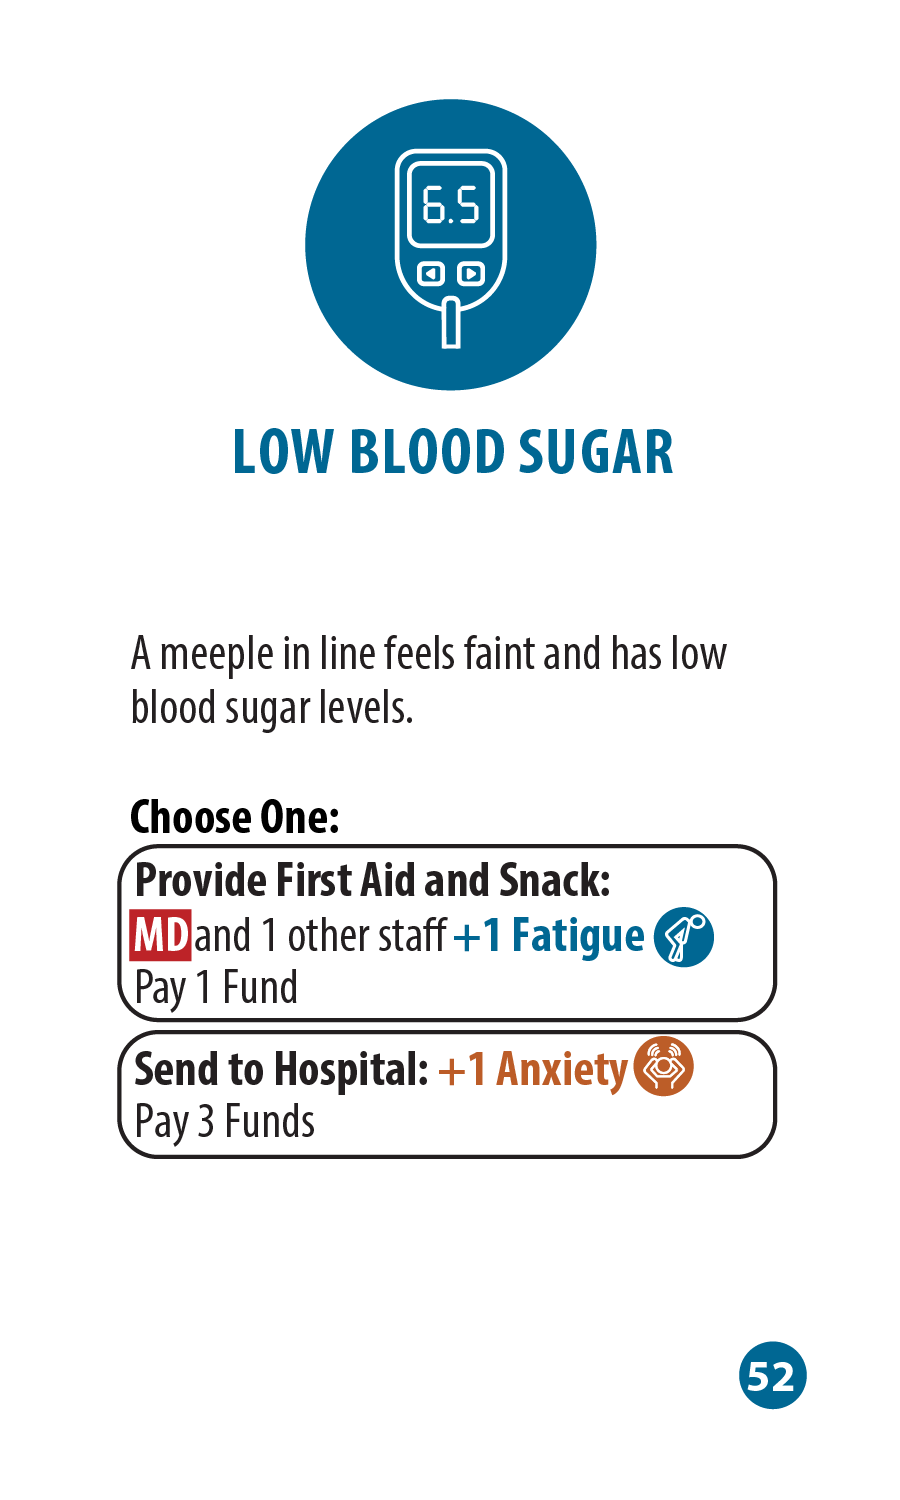 6.5
LOW BLOOD SUGAR
A meeple in line feels faint and has low
blood sugar levels.
Choose One:
Provide First Aid and Snack:
MD and 1 other staff +1 Fatigue
Pay 1 Fund
Send to Hospital: +1 Anxiety
Pay 3 Funds
52